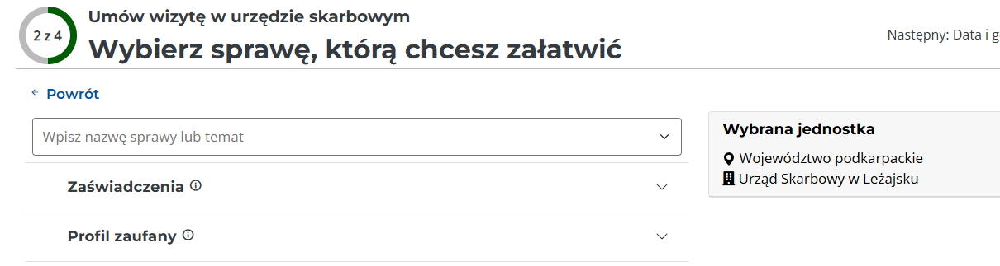 2 z 4
Umów wizytę w urzędzie skarbowym
Wybierz sprawę, którą chcesz załatwić
Następny: Data i g
Powrót
Wpisz nazwę sprawy lub temat
Zaświadczenia
Profil zaufany
Wybrana jednostka
Województwo podkarpackie
Urząd Skarbowy w Leżajsku